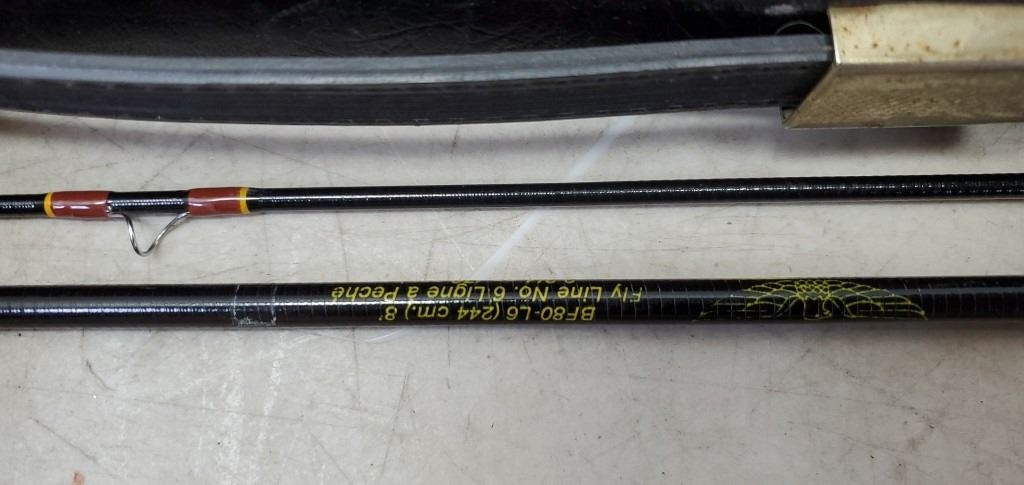 BF80-L6 (244 cm.) 8'
Fly Line No. 6 Ligne à Peche